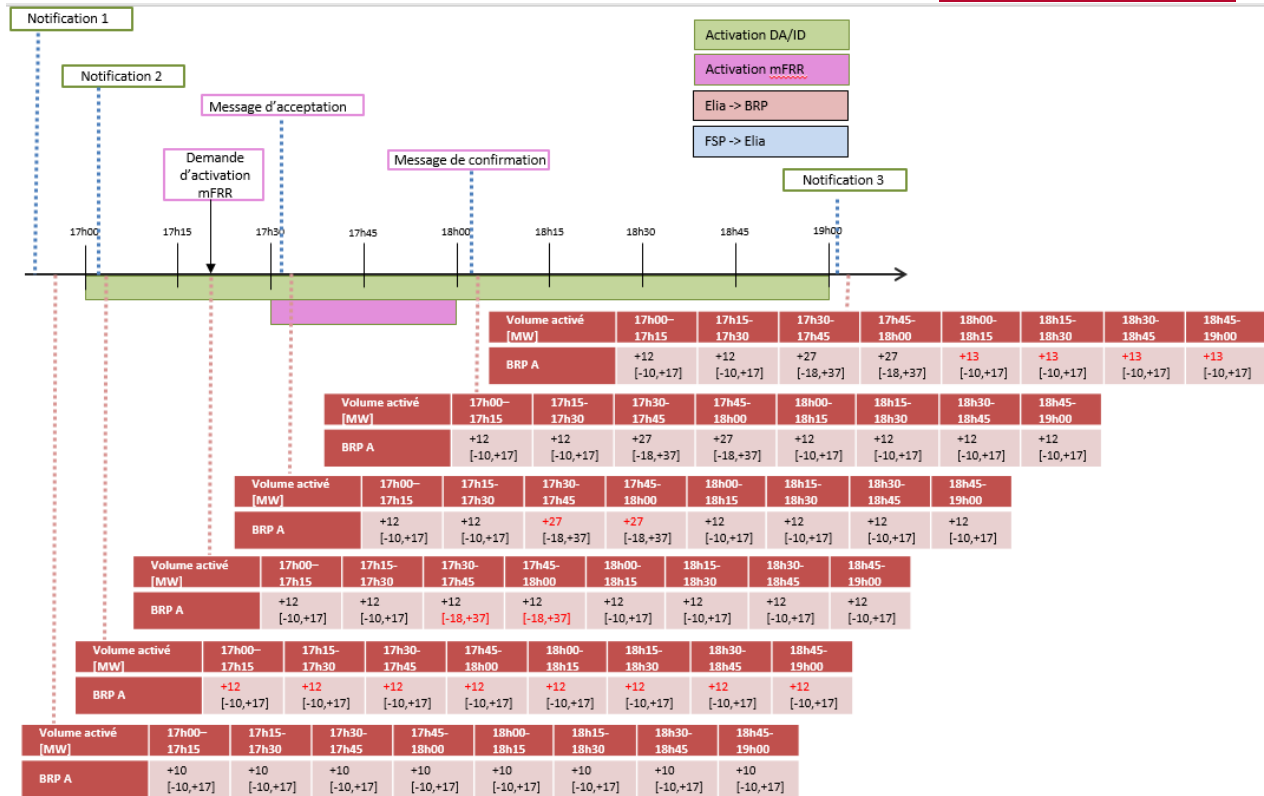 Notification 1
Activation DA/ID
Notification 2
Activation mFRR
Message d'acceptation
Elia -> BRP
FSP -> Elia
Demande
d'activation
mFRR
Message de confirmation
Notification 3
17h00
17h15
17h30
17h45
18h00
18h15
18h30
18h45
19h00
Volume activé 17h00– 17h15- 17h30- 17h45- 18h00- 18h15- 18h30- 18h45-
[MW] 17h15 17h30 17h45 18h00 18h15 18h30 18h45 19h00
BRP A +12 +12 +27 +27 +13 +13 +13 +13
[-10,+17] [-10,+17] [-18,+37] [-18,+37] [-10,+17] [-10,+17] [-10,+17] [-10,+17]
Volume activé 17h00– 17h15- 17h30- 17h45- 18h00- 18h15- 18h30- 18h45-
[MW] 17h15 17h30 17h45 18h00 18h15 18h30 18h45 19h00
BRP A +12 +12 +27 +27 +12 +12 +12 +12
[-10,+17] [-10,+17] [-18,+37] [-18,+37] [-10,+17] [-10,+17] [-10,+17] [-10,+17]
Volume activé 17h00– 17h15- 17h30- 17h45- 18h00- 18h15- 18h30- 18h45-
[MW] 17h15 17h30 17h45 18h00 18h15 18h30 18h45 19h00
BRP A +12 +12 +27 +27 +12 +12 +12 +12
[-10,+17] [-10,+17] [-18,+37] [-18,+37] [-10,+17] [-10,+17] [-10,+17] [-10,+17]
Volume activé 17h00– 17h15- 17h30- 17h45- 18h00- 18h15- 18h30- 18h45-
[MW] 17h15 17h30 17h45 18h00 18h15 18h30 18h45 19h00
BRP A +12 +12 +12 +12 +12 +12 +12 +12
[-10,+17] [-10,+17] [-18,+37] [-18,+37] [-10,+17] [-10,+17] [-10,+17] [-10,+17]
Volume activé 17h00– 17h15- 17h30- 17h45- 18h00- 18h15- 18h30- 18h45-
[MW] 17h15 17h30 17h45 18h00 18h15 18h30 18h45 19h00
BRP A +12 +12 +12 +12 +12 +12 +12 +12
[-10,+17] [-10,+17] [-10,+17] [-10,+17] [-10,+17] [-10,+17] [-10,+17] [-10,+17]
Volume activé 17h00– 17h15- 17h30- 17h45- 18h00- 18h15- 18h30- 18h45-
[MW] 17h15 17h30 17h45 18h00 18h15 18h30 18h45 19h00
BRP A +10 +10 +10 +10 +10 +10 +10 +10
[-10,+17] [-10,+17] [-10,+17] [-10,+17] [-10,+17] [-10,+17] [-10,+17] [-10,+17]